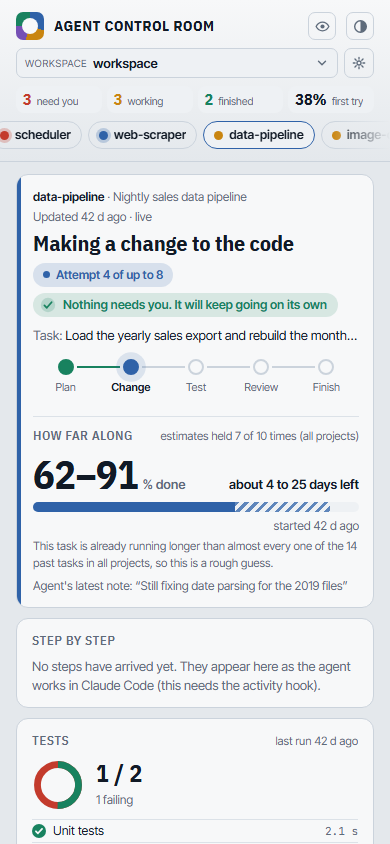 AGENT CONTROL ROOM
WORKSPACE workspace
3 need you
3 working
2 finished
38% first try
scheduler
web-scraper
data-pipeline
image-
data-pipeline · Nightly sales data pipeline
Updated 42 d ago · live
Making a change to the code
Attempt 4 of up to 8
Nothing needs you. It will keep going on its own
Task: Load the yearly sales export and rebuild the month…
Plan
Change
Test
Review
Finish
HOW FAR ALONG
estimates held 7 of 10 times (all projects)
62–91 % done
about 4 to 25 days left
started 42 d ago
This task is already running longer than almost every one of the 14
past tasks in all projects, so this is a rough guess.
Agent's latest note: “Still fixing date parsing for the 2019 files”
STEP BY STEP
No steps have arrived yet. They appear here as the agent
works in Claude Code (this needs the activity hook).
TESTS
last run 42 d ago
1 / 2
1 failing
Unit tests
2.1 s